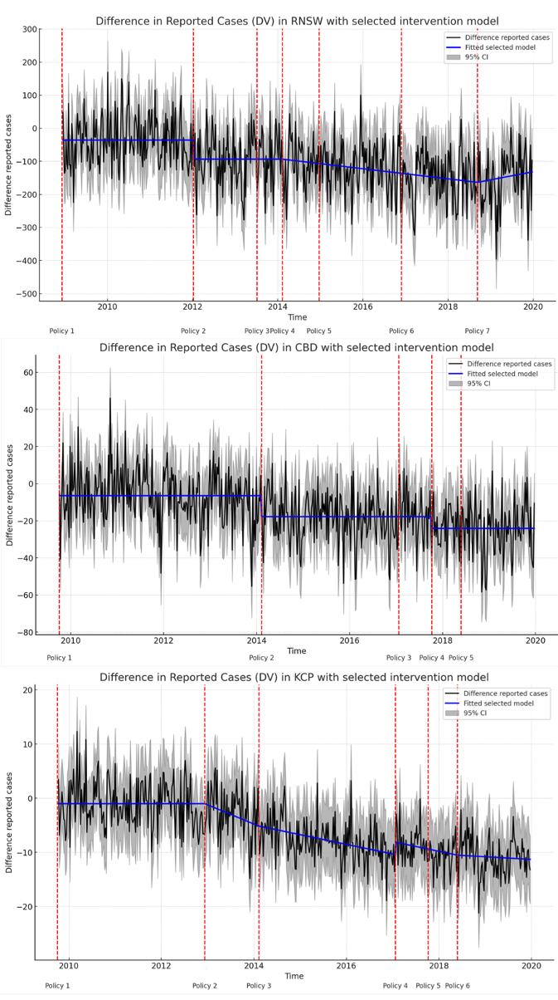 Difference in Reported Cases (DV) in RNSW with selected intervention model
Difference reported cases
Fitted selected model
95% CI
300
200
100
0
−100
−200
−300
−400
−500
Difference reported cases
2010 2012 2014 2016 2018 2020
Time
Policy 1 Policy 2 Policy 3 Policy 4 Policy 5 Policy 6 Policy 7
Difference in Reported Cases (DV) in CBD with selected intervention model
Difference reported cases
Fitted selected model
95% CI
60
40
20
0
−20
−40
−60
−80
Difference reported cases
2010 2012 2014 2016 2018 2020
Time
Policy 1 Policy 2 Policy 3 Policy 4 Policy 5
Difference in Reported Cases (DV) in KCP with selected intervention model
Difference reported cases
Fitted selected model
95% CI
20
10
0
−10
−20
Difference reported cases
2010 2012 2014 2016 2018 2020
Time
Policy 1 Policy 2 Policy 3 Policy 4 Policy 5 Policy 6